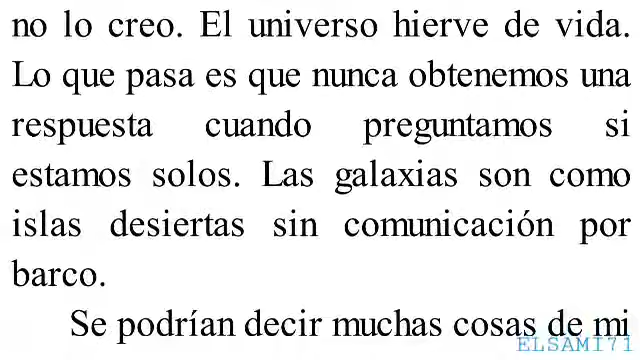 no lo creo. El universo hierve de vida.
Lo que pasa es que nunca obtenemos una
respuesta cuando preguntamos si
estamos solos. Las galaxias son como
islas desiertas sin comunicación por
barco.
Se podrían decir muchas cosas de mi
ELSAMI71